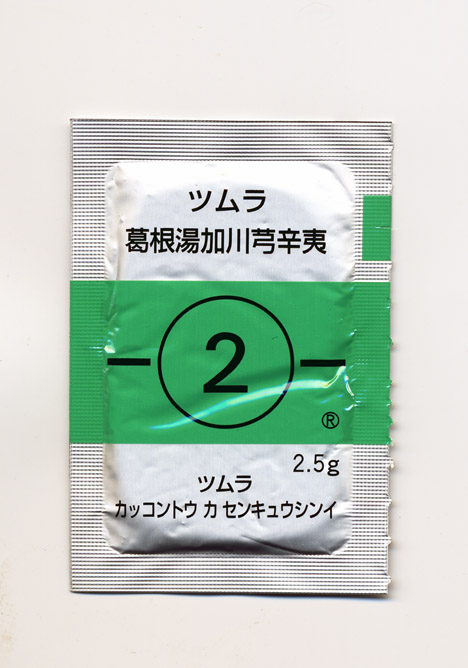 ツムラ
葛根湯加川芎辛夷
2
®
2.5g
ツムラ
カッコントウ カ センキュウシンイ